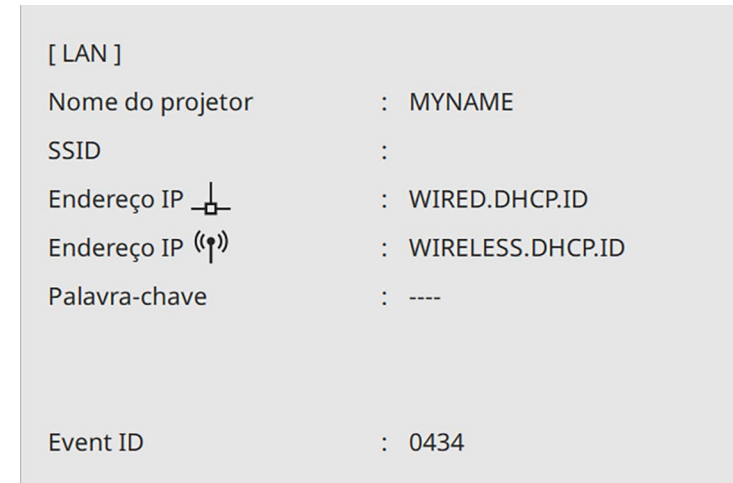 [ LAN ]
Nome do projetor : MYNAME
SSID :
Endereço IP : WIRED.DHCP.ID
Endereço IP : WIRELESS.DHCP.ID
Palavra-chave : ----
Event ID : 0434